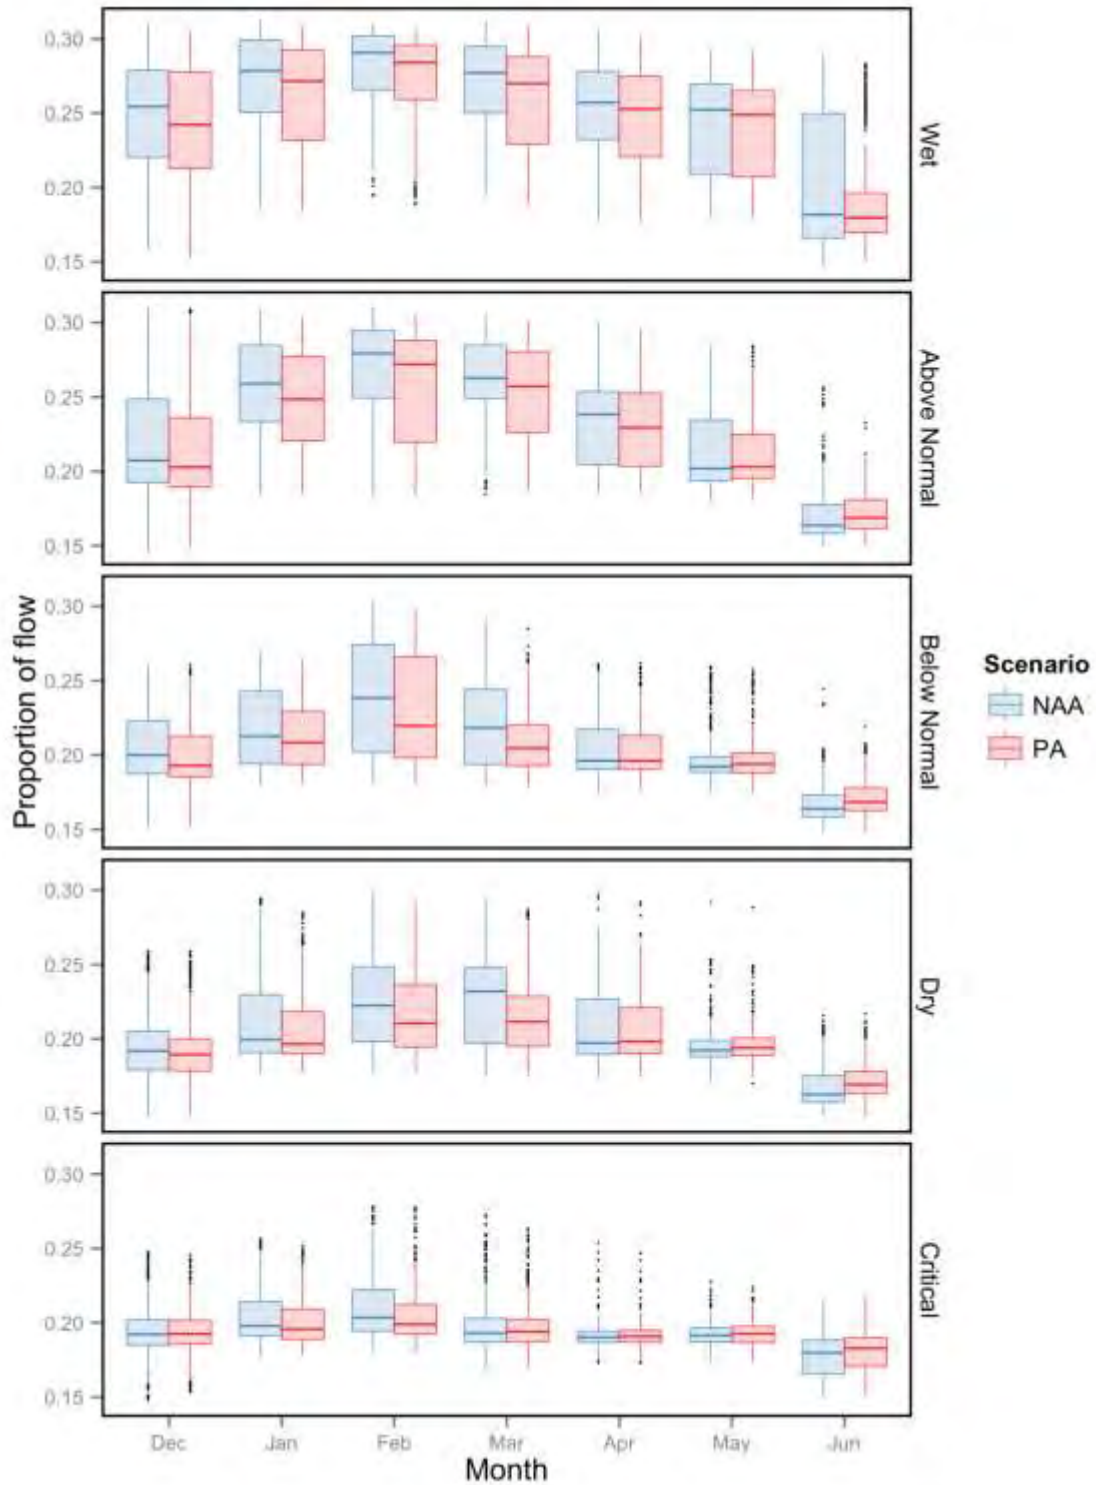 0.30
0.25
0.20
0.15
Wet
0.30
0.25
0.20
0.15
Above Normal
Proportion of flow
0.30
0.25
0.20
0.15
Below Normal
Scenario
NAA
PA
0.30
0.25
0.20
0.15
Dry
0.30
0.25
0.20
0.15
Critical
Dec Jan Feb Mar Apr May Jun
Month